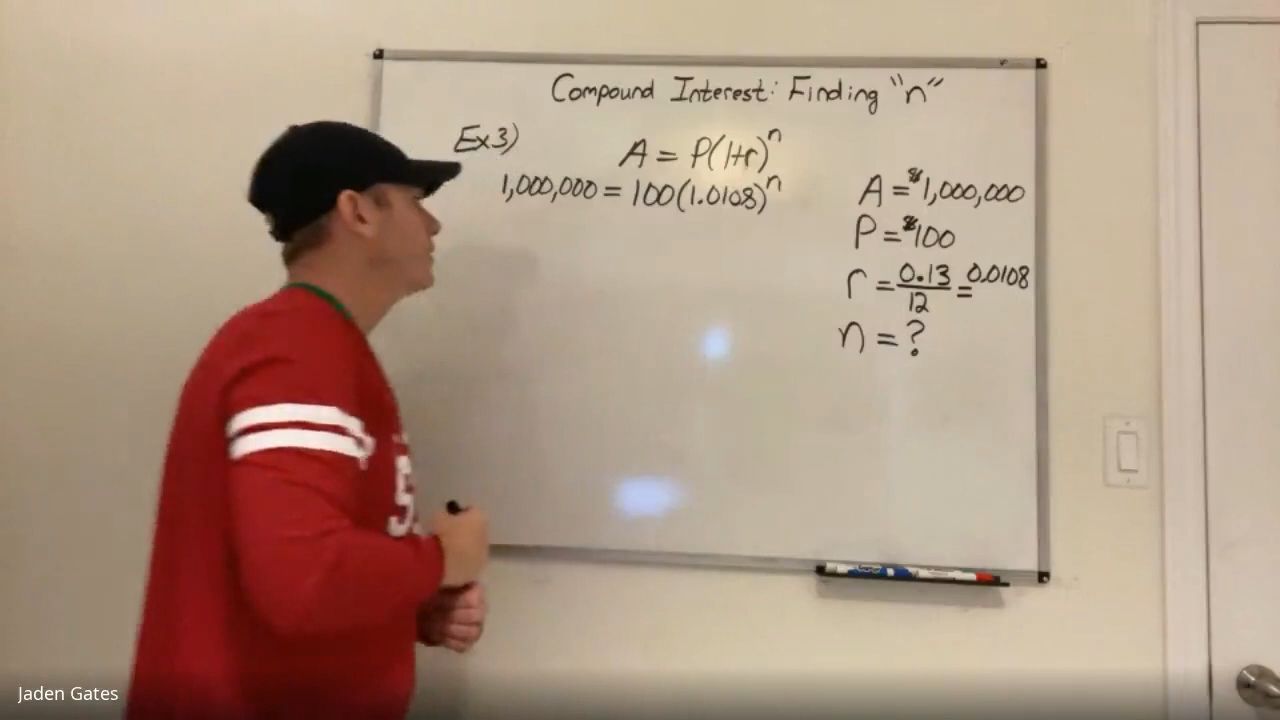 Compound Interest: Finding "n"
Ex3)
A = P(1+r)^n
1,000,000 = 100(1.0108)^n
A = $1,000,000
P = $100
r = 0.13/12 = 0.0108
n = ?
Jaden Gates